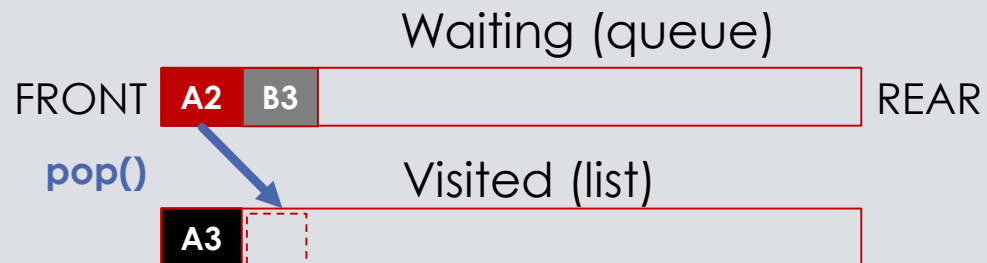 Waiting (queue)
FRONT A2 B3 REAR
pop()
Visited (list)
A3